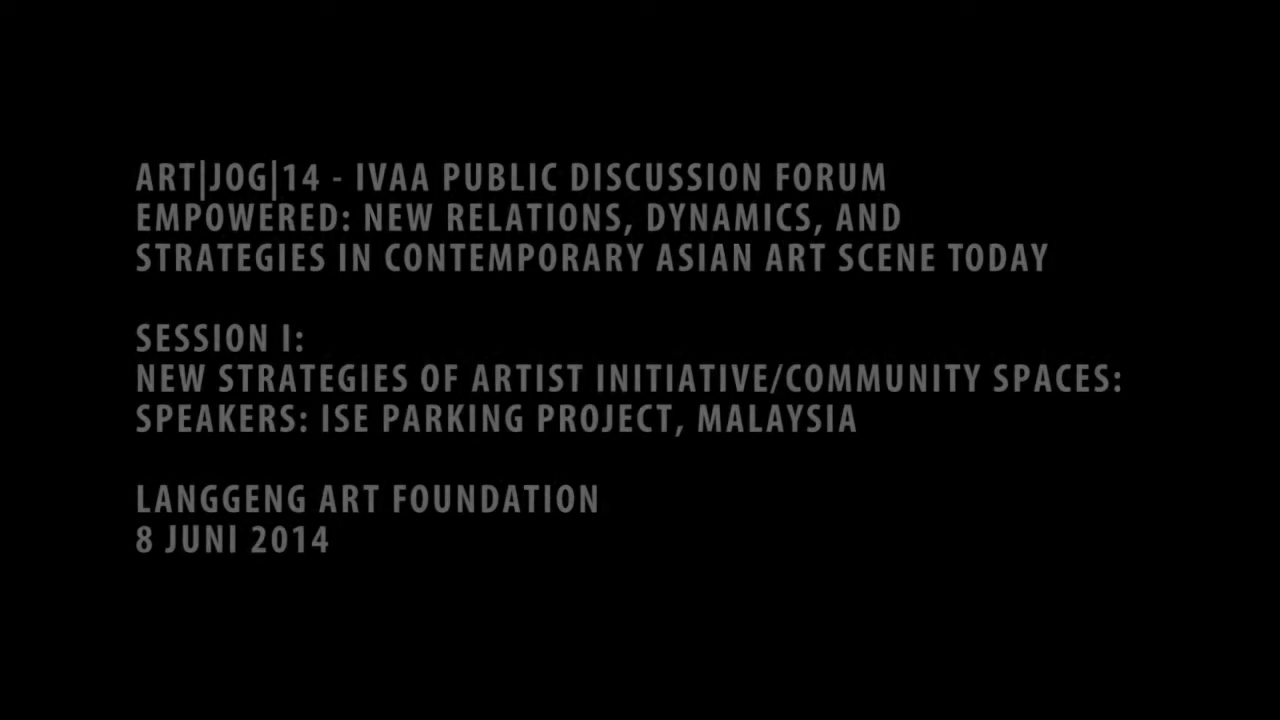 ART|JOG|14 - IVAA PUBLIC DISCUSSION FORUM
EMPOWERED: NEW RELATIONS, DYNAMICS, AND
STRATEGIES IN CONTEMPORARY ASIAN ART SCENE TODAY
SESSION I:
NEW STRATEGIES OF ARTIST INITIATIVE/COMMUNITY SPACES:
SPEAKERS: ISE PARKING PROJECT, MALAYSIA
LANGGENG ART FOUNDATION
8 JUNI 2014